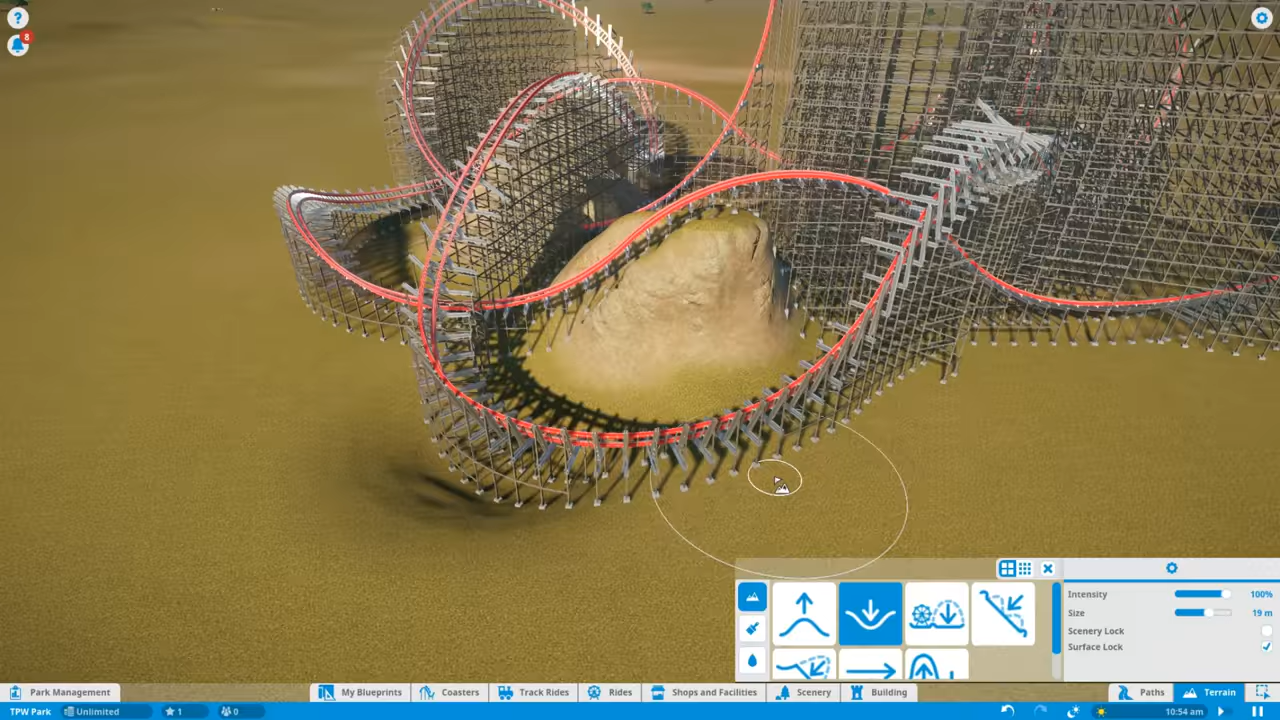 ?
8
Intensity 100%
Size 19 m
Scenery Lock
Surface Lock
Park Management My Blueprints Coasters Track Rides Rides Shops and Facilities Scenery Building Paths Terrain
TPW Park Unlimited 1 0 10:54 am